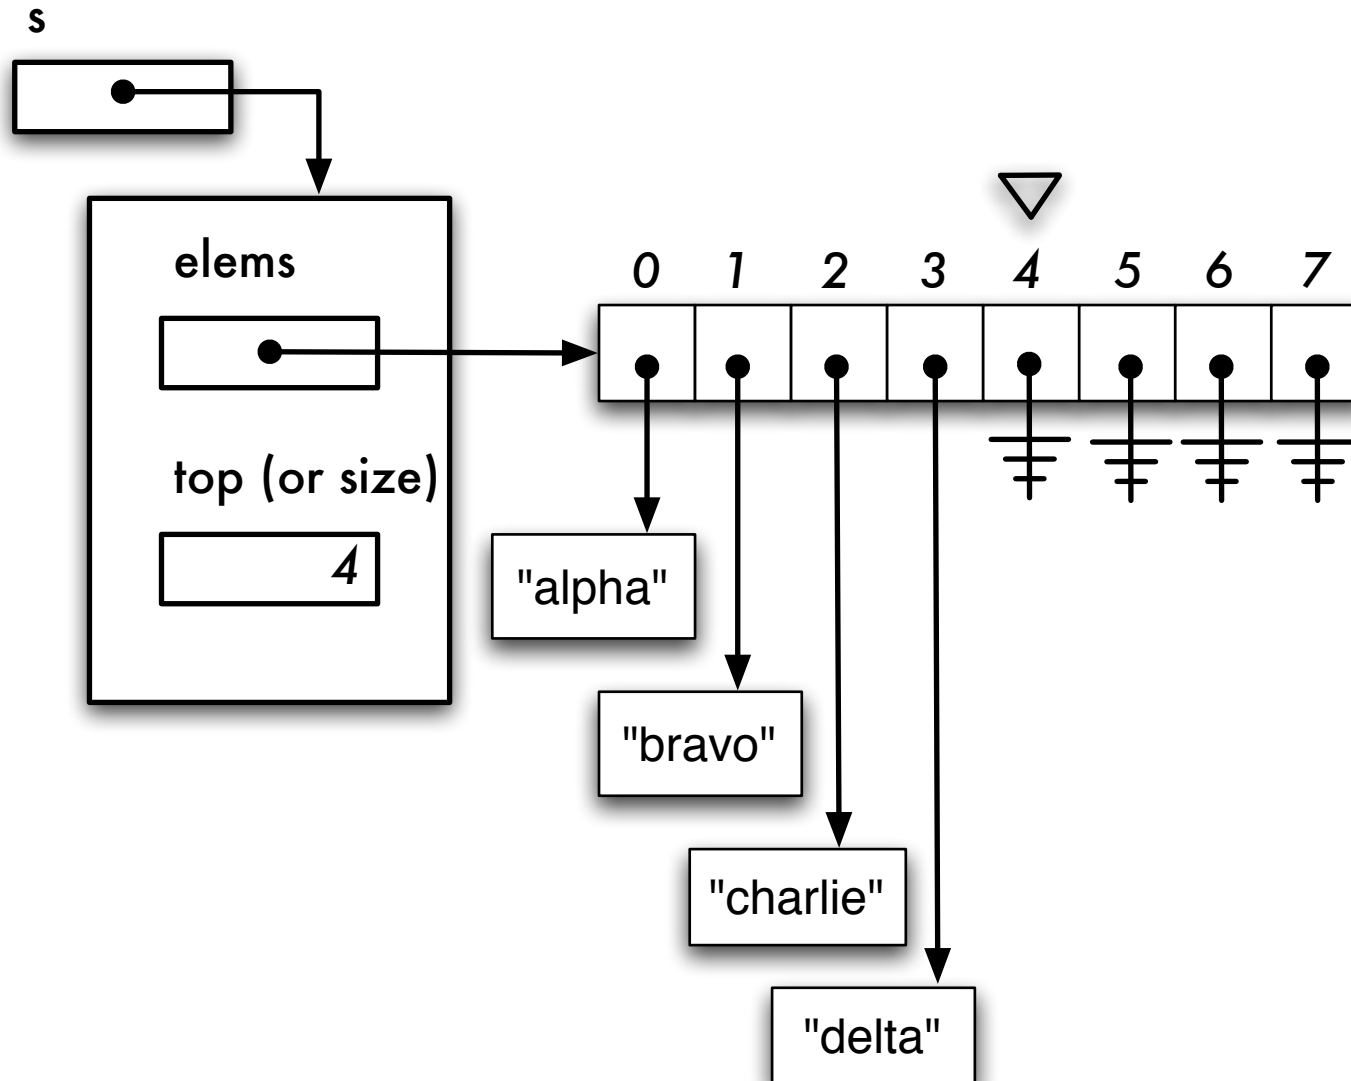 s
elems
0 1 2 3 4 5 6 7
top (or size)
4
"alpha"
"bravo"
"charlie"
"delta"